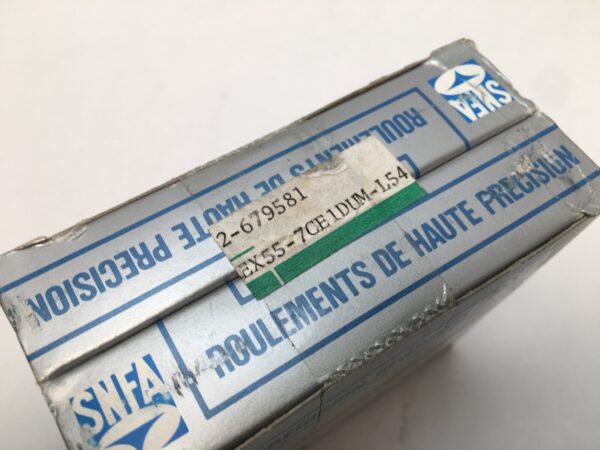 SNFA
ROULEMENTS DE HAUTE PRECISION
2-679581
EX55-7CE1DUM-L54
ROULEMENTS DE HAUTE PRECISION
SNFA